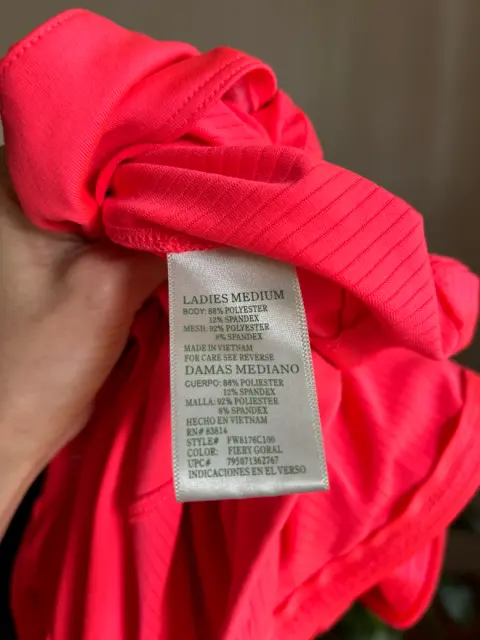 LADIES MEDIUM
BODY: 88% POLYESTER
12% SPANDEX
MESH: 92% POLYESTER
8% SPANDEX
MADE IN VIETNAM
FOR CARE SEE REVERSE
DAMAS MEDIANO
CUERPO: 88% POLIESTER
12% SPANDEX
MALLA: 92% POLIESTER
8% SPANDEX
HECHO EN VIETNAM
RN# 83814
STYLE# FW8176C100
COLOR: FIERY GORAL
UPC# 795871362767
INDICACIONES EN EL VERSO